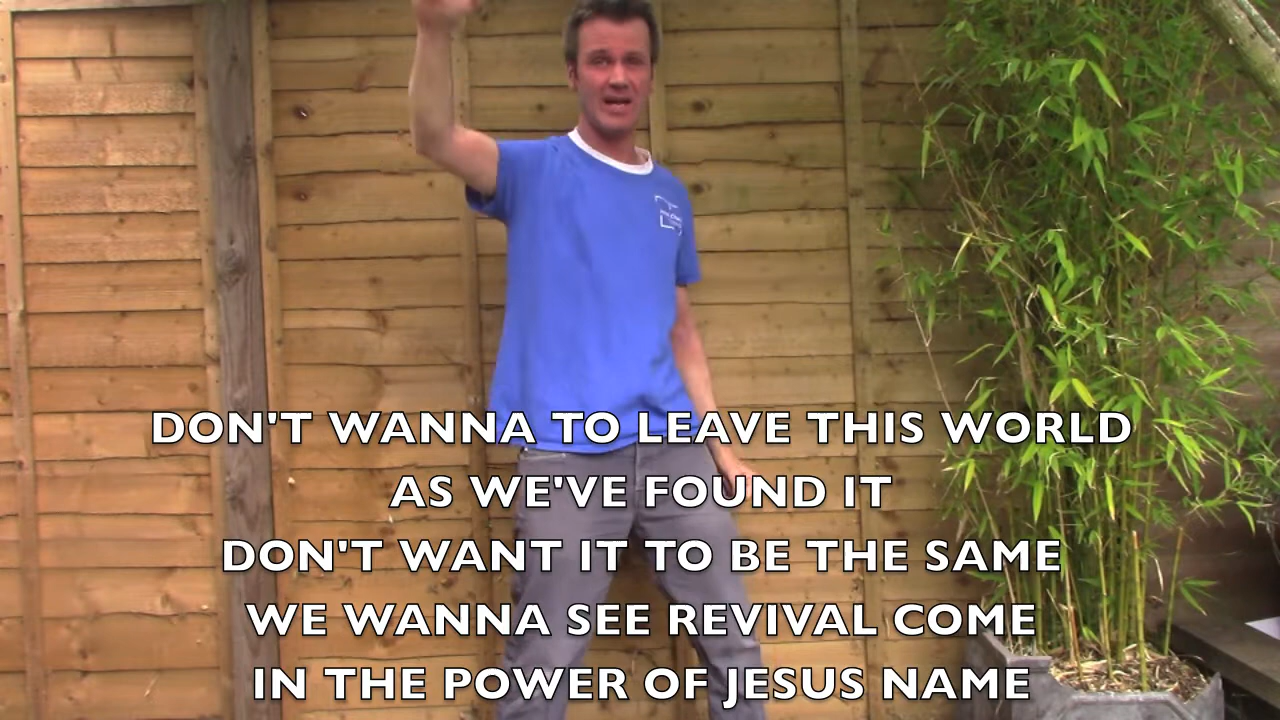 DON'T WANNA TO LEAVE THIS WORLD
AS WE'VE FOUND IT
DON'T WANT IT TO BE THE SAME
WE WANNA SEE REVIVAL COME
IN THE POWER OF JESUS NAME